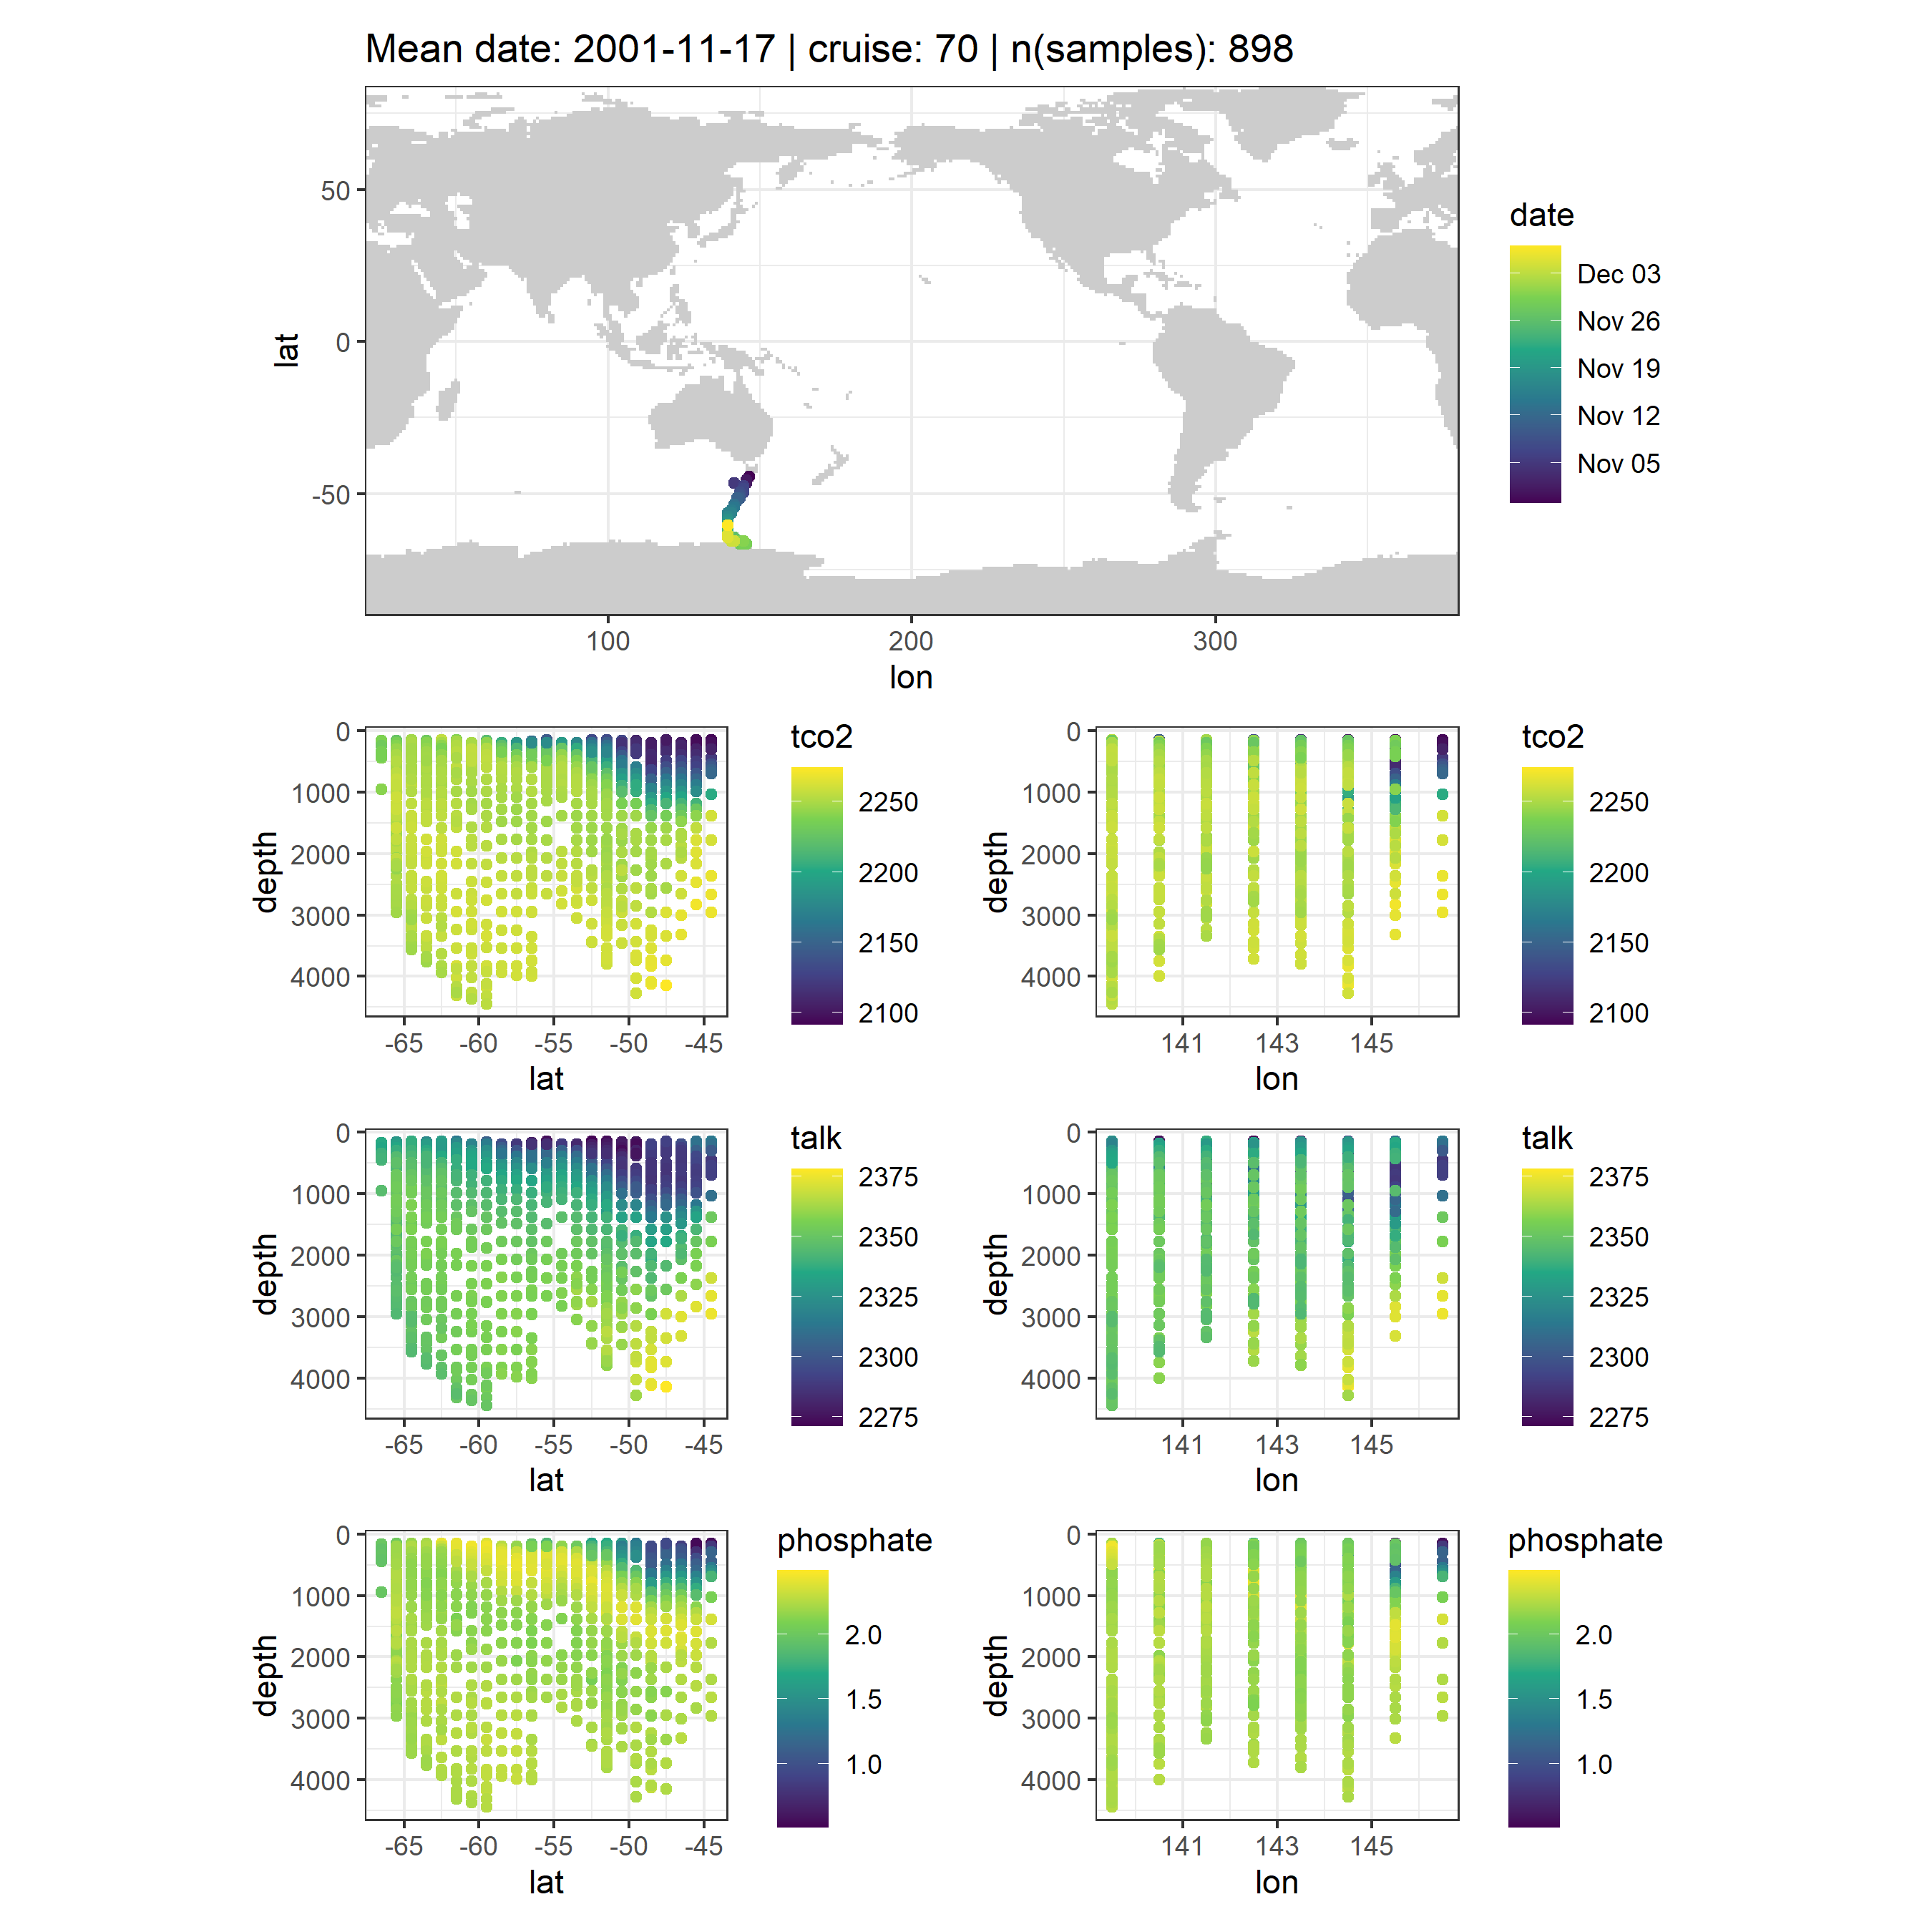 Mean date: 2001-11-17 | cruise: 70 | n(samples): 898
50
0
-50
lat
100 200 300
lon
date
Dec 03
Nov 26
Nov 19
Nov 12
Nov 05
0
1000
2000
3000
4000
depth
-65 -60 -55 -50 -45
lat
tco2
2250
2200
2150
2100
0
1000
2000
3000
4000
depth
141 143 145
lon
tco2
2250
2200
2150
2100
0
1000
2000
3000
4000
depth
-65 -60 -55 -50 -45
lat
talk
2375
2350
2325
2300
2275
0
1000
2000
3000
4000
depth
141 143 145
lon
talk
2375
2350
2325
2300
2275
0
1000
2000
3000
4000
depth
-65 -60 -55 -50 -45
lat
phosphate
2.0
1.5
1.0
0
1000
2000
3000
4000
depth
141 143 145
lon
phosphate
2.0
1.5
1.0